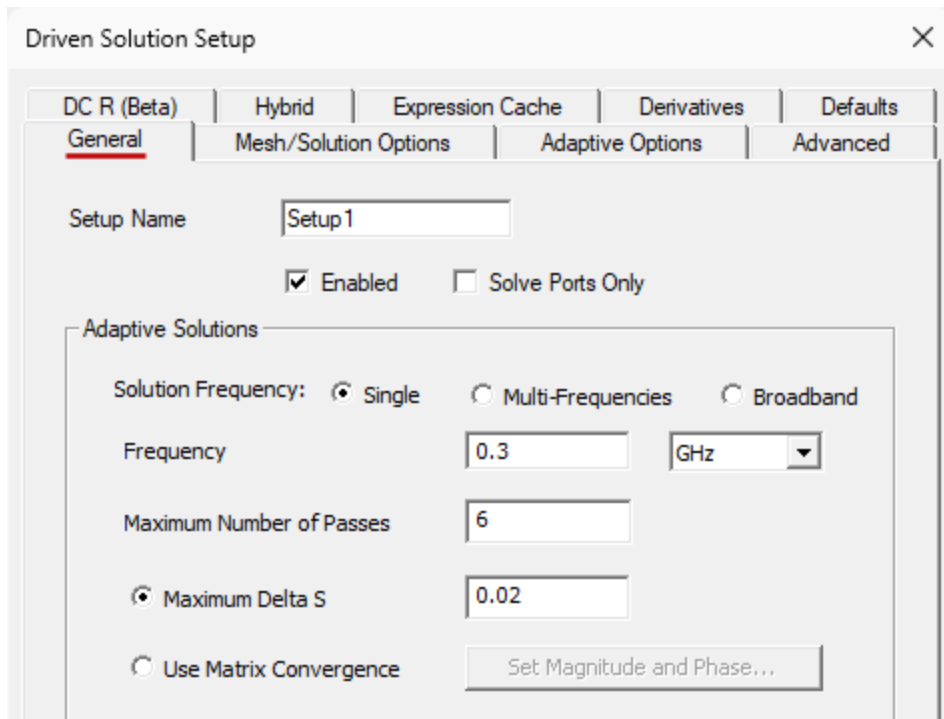 Driven Solution Setup
DC R (Beta) Hybrid Expression Cache Derivatives Defaults
General Mesh/Solution Options Adaptive Options Advanced
Setup Name Setup1
Enabled Solve Ports Only
Adaptive Solutions
Solution Frequency: Single Multi-Frequencies Broadband
Frequency 0.3 GHz
Maximum Number of Passes 6
Maximum Delta S 0.02
Use Matrix Convergence Set Magnitude and Phase...